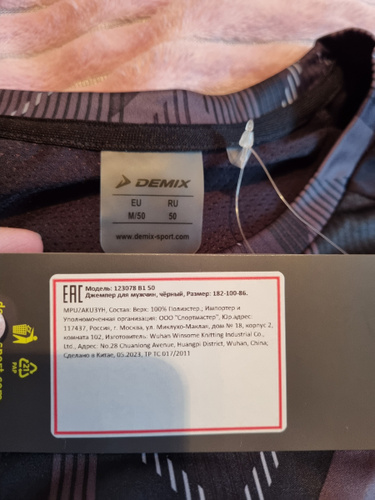 DEMIX
EU RU
M/50 50
www.demix-sport.com
EAC
Модель: 123078 B1 50
Джемпер для мужчин, чёрный, Размер: 182-100-86.
MPUZAKU3YH, Состав: Верх: 100% Полиэстер.; Импортер и
Уполномоченная организация: ООО "Спортмастер", Юр.адрес:
117437, Россия, г. Москва, ул. Миклухо-Маклая, дом № 18, корпус 2,
комната 102, Изготовитель: Wuhan Winsome Knitting Industrial Co.,
Ltd., Адрес: No.28 Chuanlong Avenue, Huangpi District, Wuhan, China;
Сделано в Китае, 05.2023, ТР ТС 017/2011
21
PAP